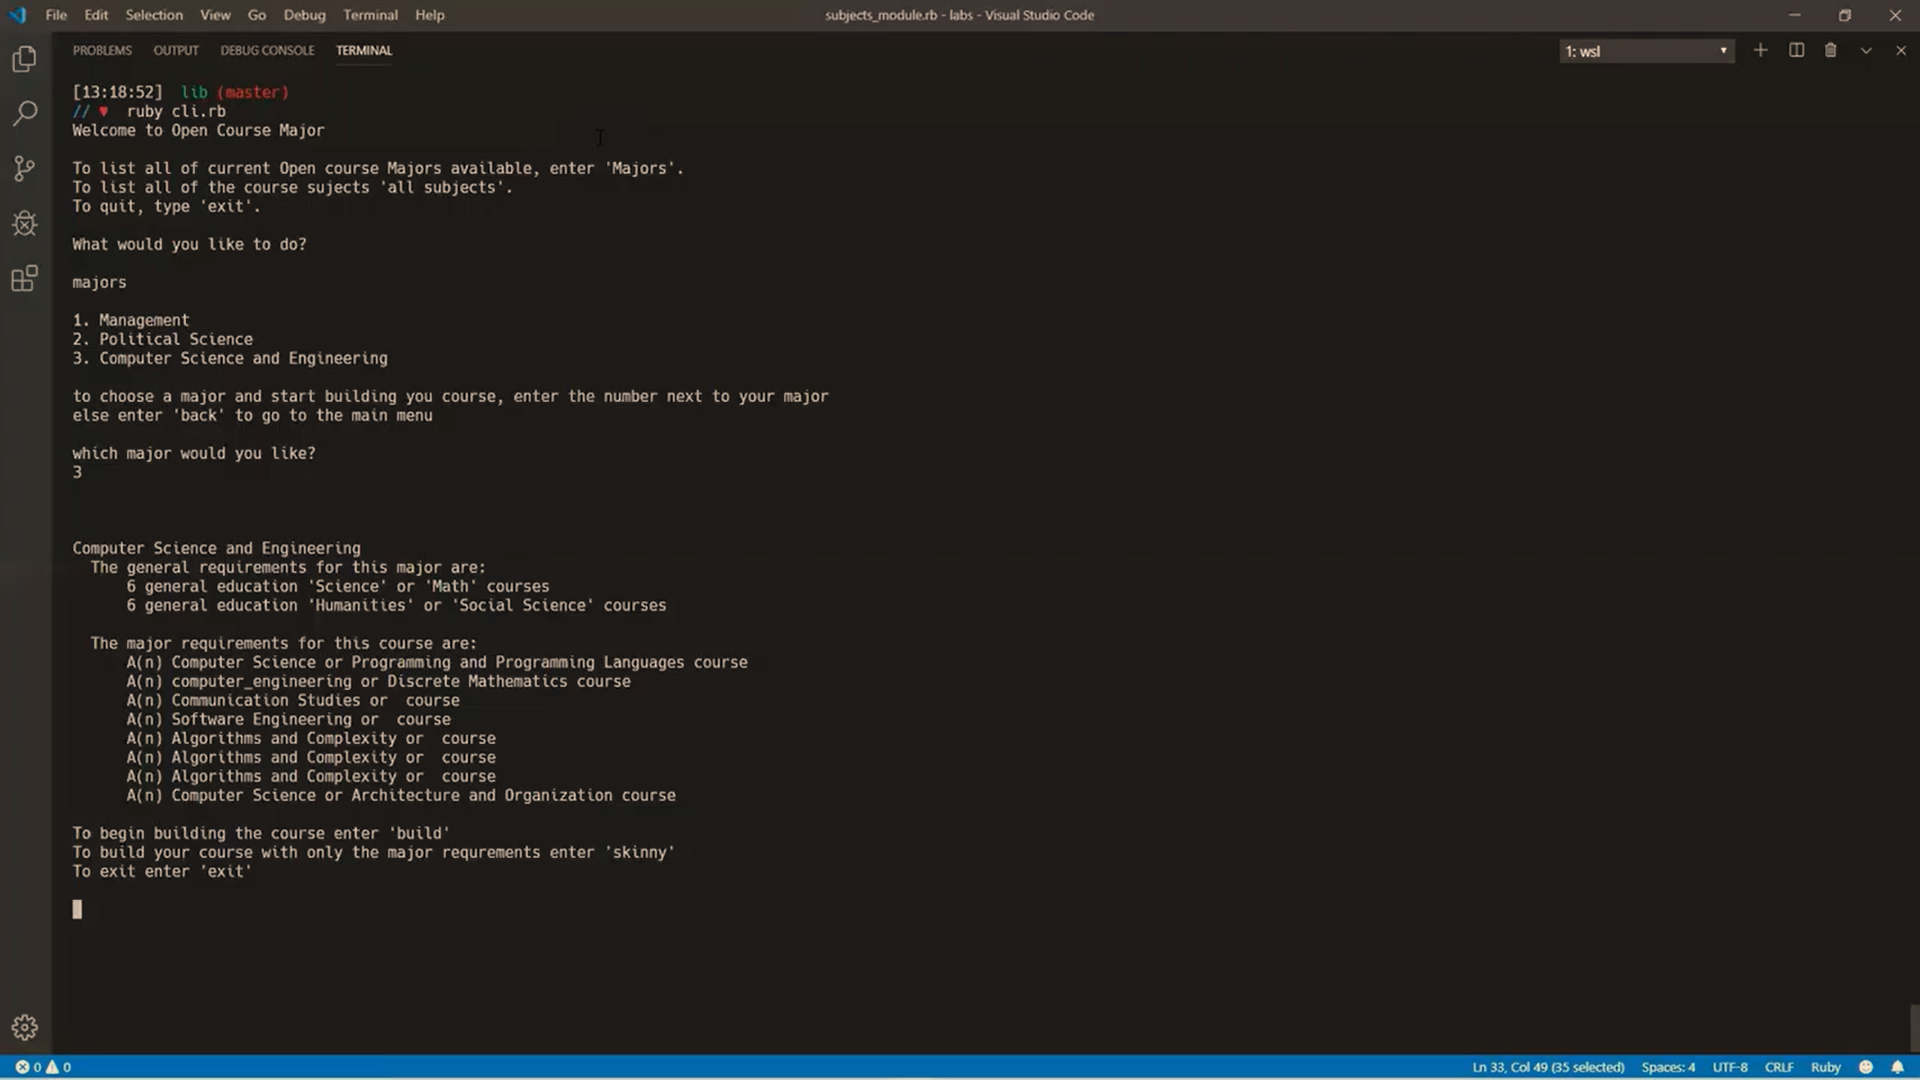 File Edit Selection View Go Debug Terminal Help
subjects_module.rb - labs - Visual Studio Code
PROBLEMS OUTPUT DEBUG CONSOLE TERMINAL
1: wsl
[13:18:52] lib (master)
// ♥ ruby cli.rb
Welcome to Open Course Major
To list all of current Open course Majors available, enter 'Majors'.
To list all of the course sujects 'all subjects'.
To quit, type 'exit'.
What would you like to do?
majors
1. Management
2. Political Science
3. Computer Science and Engineering
to choose a major and start building you course, enter the number next to your major
else enter 'back' to go to the main menu
which major would you like?
3
Computer Science and Engineering
The general requirements for this major are:
6 general education 'Science' or 'Math' courses
6 general education 'Humanities' or 'Social Science' courses
The major requirements for this course are:
A(n) Computer Science or Programming and Programming Languages course
A(n) computer_engineering or Discrete Mathematics course
A(n) Communication Studies or  course
A(n) Software Engineering or  course
A(n) Algorithms and Complexity or  course
A(n) Algorithms and Complexity or  course
A(n) Algorithms and Complexity or  course
A(n) Computer Science or Architecture and Organization course
To begin building the course enter 'build'
To build your course with only the major requrements enter 'skinny'
To exit enter 'exit'
0 0 Ln 33, Col 49 (35 selected) Spaces: 4 UTF-8 CRLF Ruby